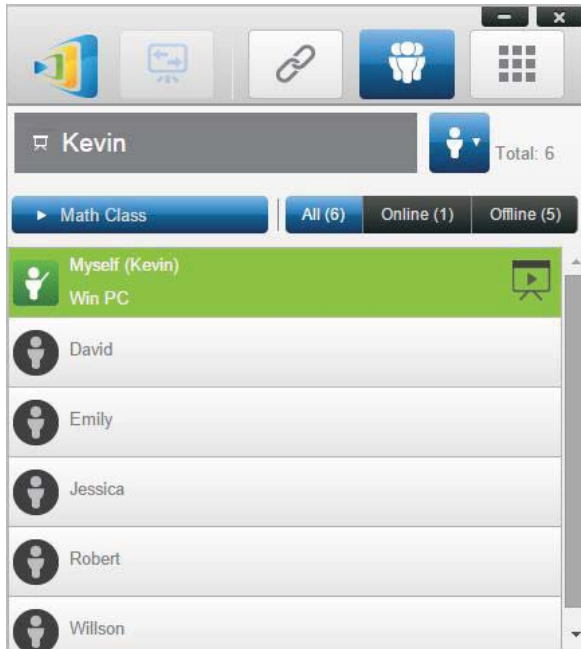 Kevin
Total: 6
Math Class
All (6) Online (1) Offline (5)
Myself (Kevin)
Win PC
David
Emily
Jessica
Robert
Willson